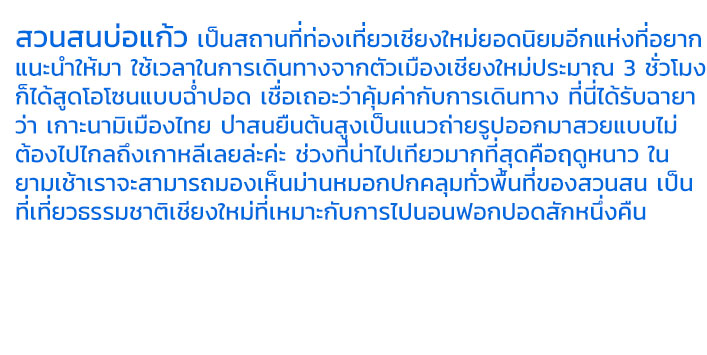 สวนสนบ่อแก้ว เป็นสถานที่ท่องเที่ยวเชียงใหม่ยอดนิยมอีกแห่งที่อยาก
แนะนำให้มา ใช้เวลาในการเดินทางจากตัวเมืองเชียงใหม่ประมาณ 3 ชั่วโมง
ก็ได้สูดโอโซนแบบฉ่ำปอด เชื่อเถอะว่าคุ้มค่ากับการเดินทาง ที่นี่ได้รับฉายา
ว่า เกาะนามิเมืองไทย ป่าสนยืนต้นสูงเป็นแนวถ่ายรูปออกมาสวยแบบไม่
ต้องไปไกลถึงเกาหลีเลยล่ะค่ะ ช่วงที่น่าไปเที่ยวมากที่สุดคือฤดูหนาว ใน
ยามเช้าเราจะสามารถมองเห็นม่านหมอกปกคลุมทั่วพื้นที่ของสวนสน เป็น
ที่เที่ยวธรรมชาติเชียงใหม่ที่เหมาะกับการไปนอนฟอกปอดสักหนึ่งคืน